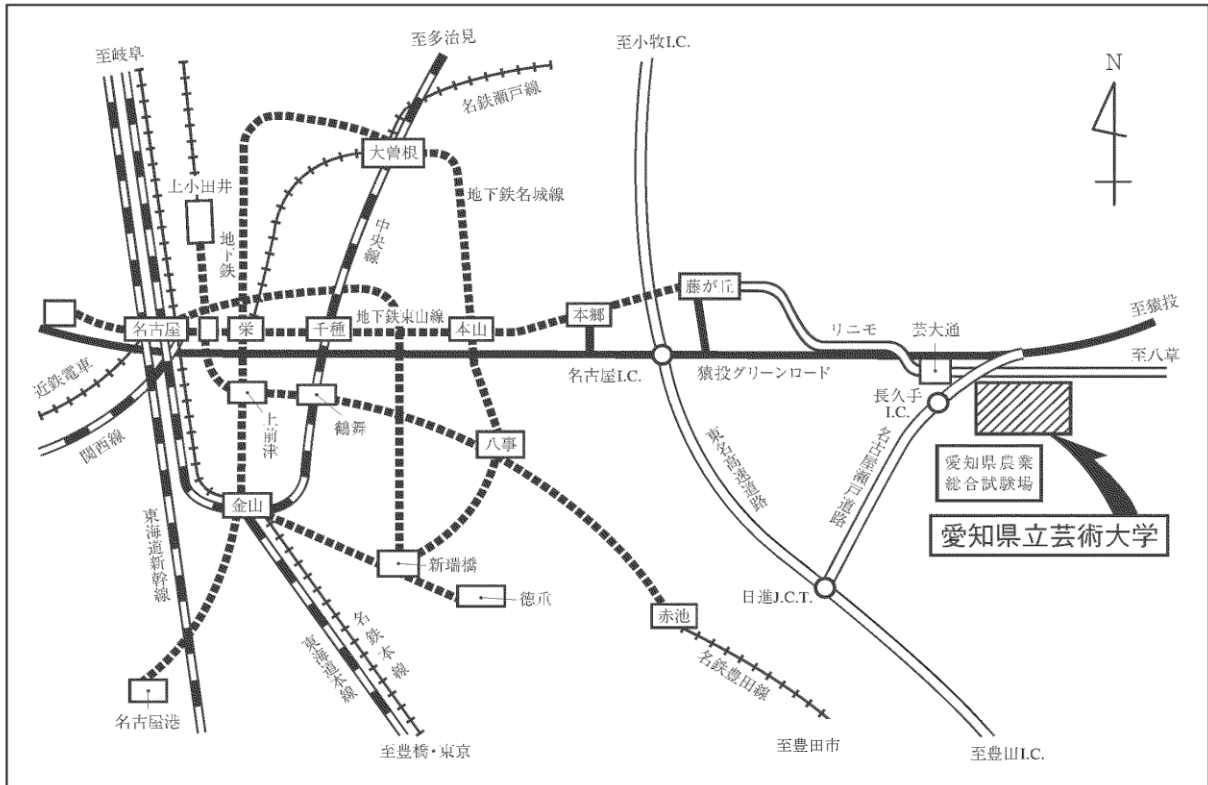 至岐阜
至多治見
至小牧I.C.
N
名鉄瀬戸線
大曽根
上小田井
地下鉄名城線
地下鉄
中央線
藤が丘
本郷
至猿投
名古屋
栄
千種
地下鉄東山線
本山
リニモ
芸大通
至八草
名古屋I.C.
猿投グリーンロード
近鉄電車
関西線
長久手
I.C.
上前津
鶴舞
八事
東名高速道路
名古屋瀬戸道路
愛知県農業
総合試験場
金山
愛知県立芸術大学
東海道新幹線
新瑞橋
徳重
日進J.C.T.
赤池
名鉄本線
東海道本線
名鉄豊田線
名古屋港
至豊橋・東京
至豊田市
至豊田I.C.